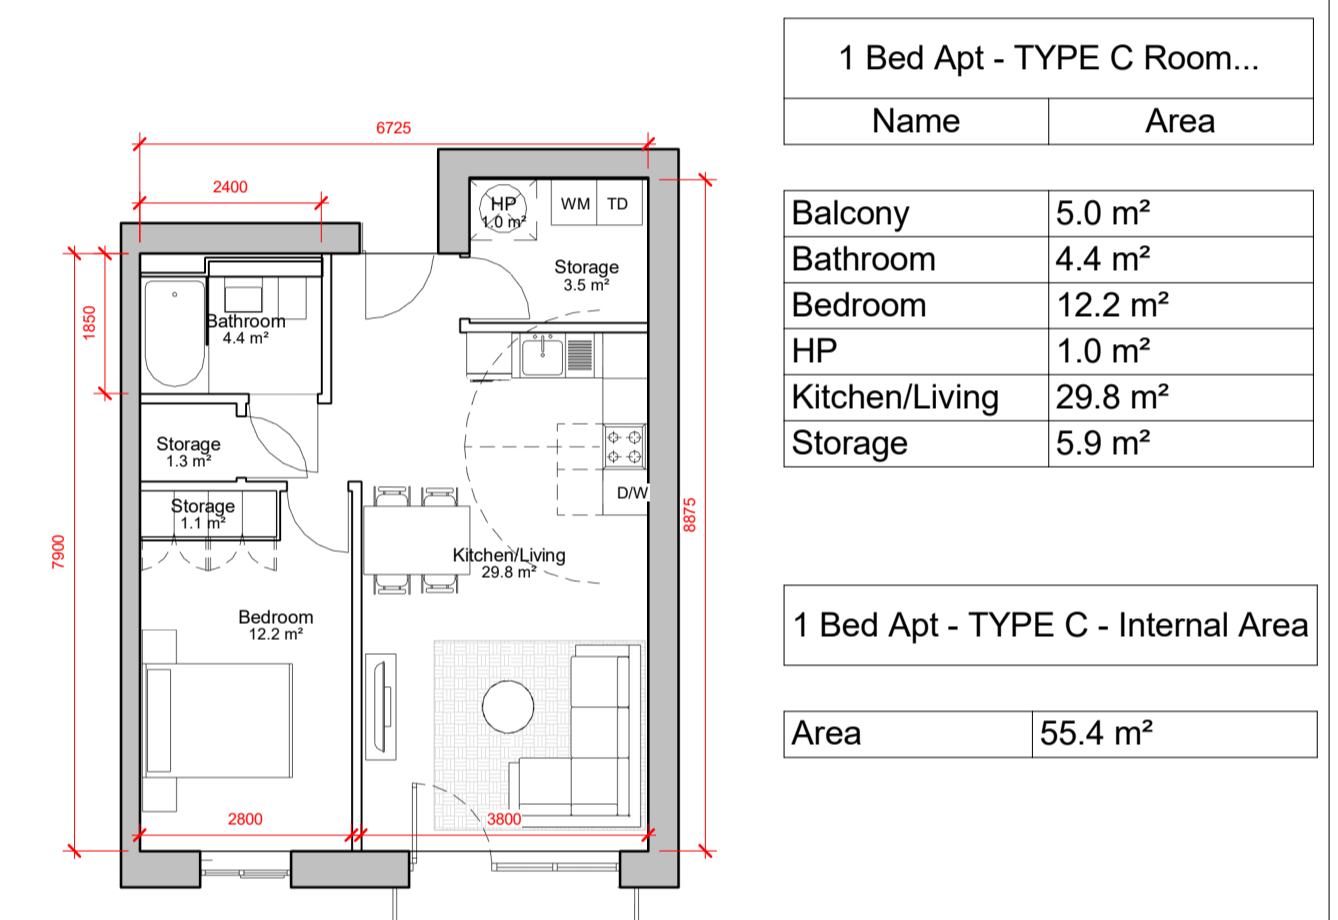 6725
2400
1850
7900
8875
2800
3800
HP
1.0 m²
WM
TD
Storage
3.5 m²
Bathroom
4.4 m²
Storage
1.3 m²
Storage
1.1 m²
D/W
Kitchen/Living
29.8 m²
Bedroom
12.2 m²
1 Bed Apt - TYPE C Room...
Name Area
Balcony 5.0 m²
Bathroom 4.4 m²
Bedroom 12.2 m²
HP 1.0 m²
Kitchen/Living 29.8 m²
Storage 5.9 m²
1 Bed Apt - TYPE C - Internal Area
Area 55.4 m²